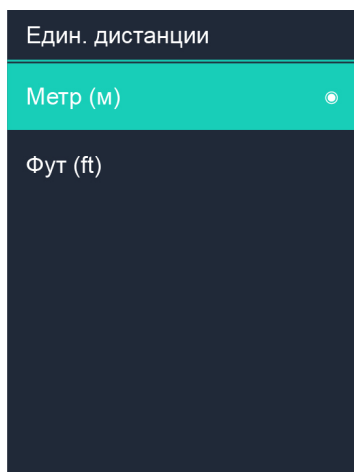 Един. дистанции
Метр (м)
Фут (ft)